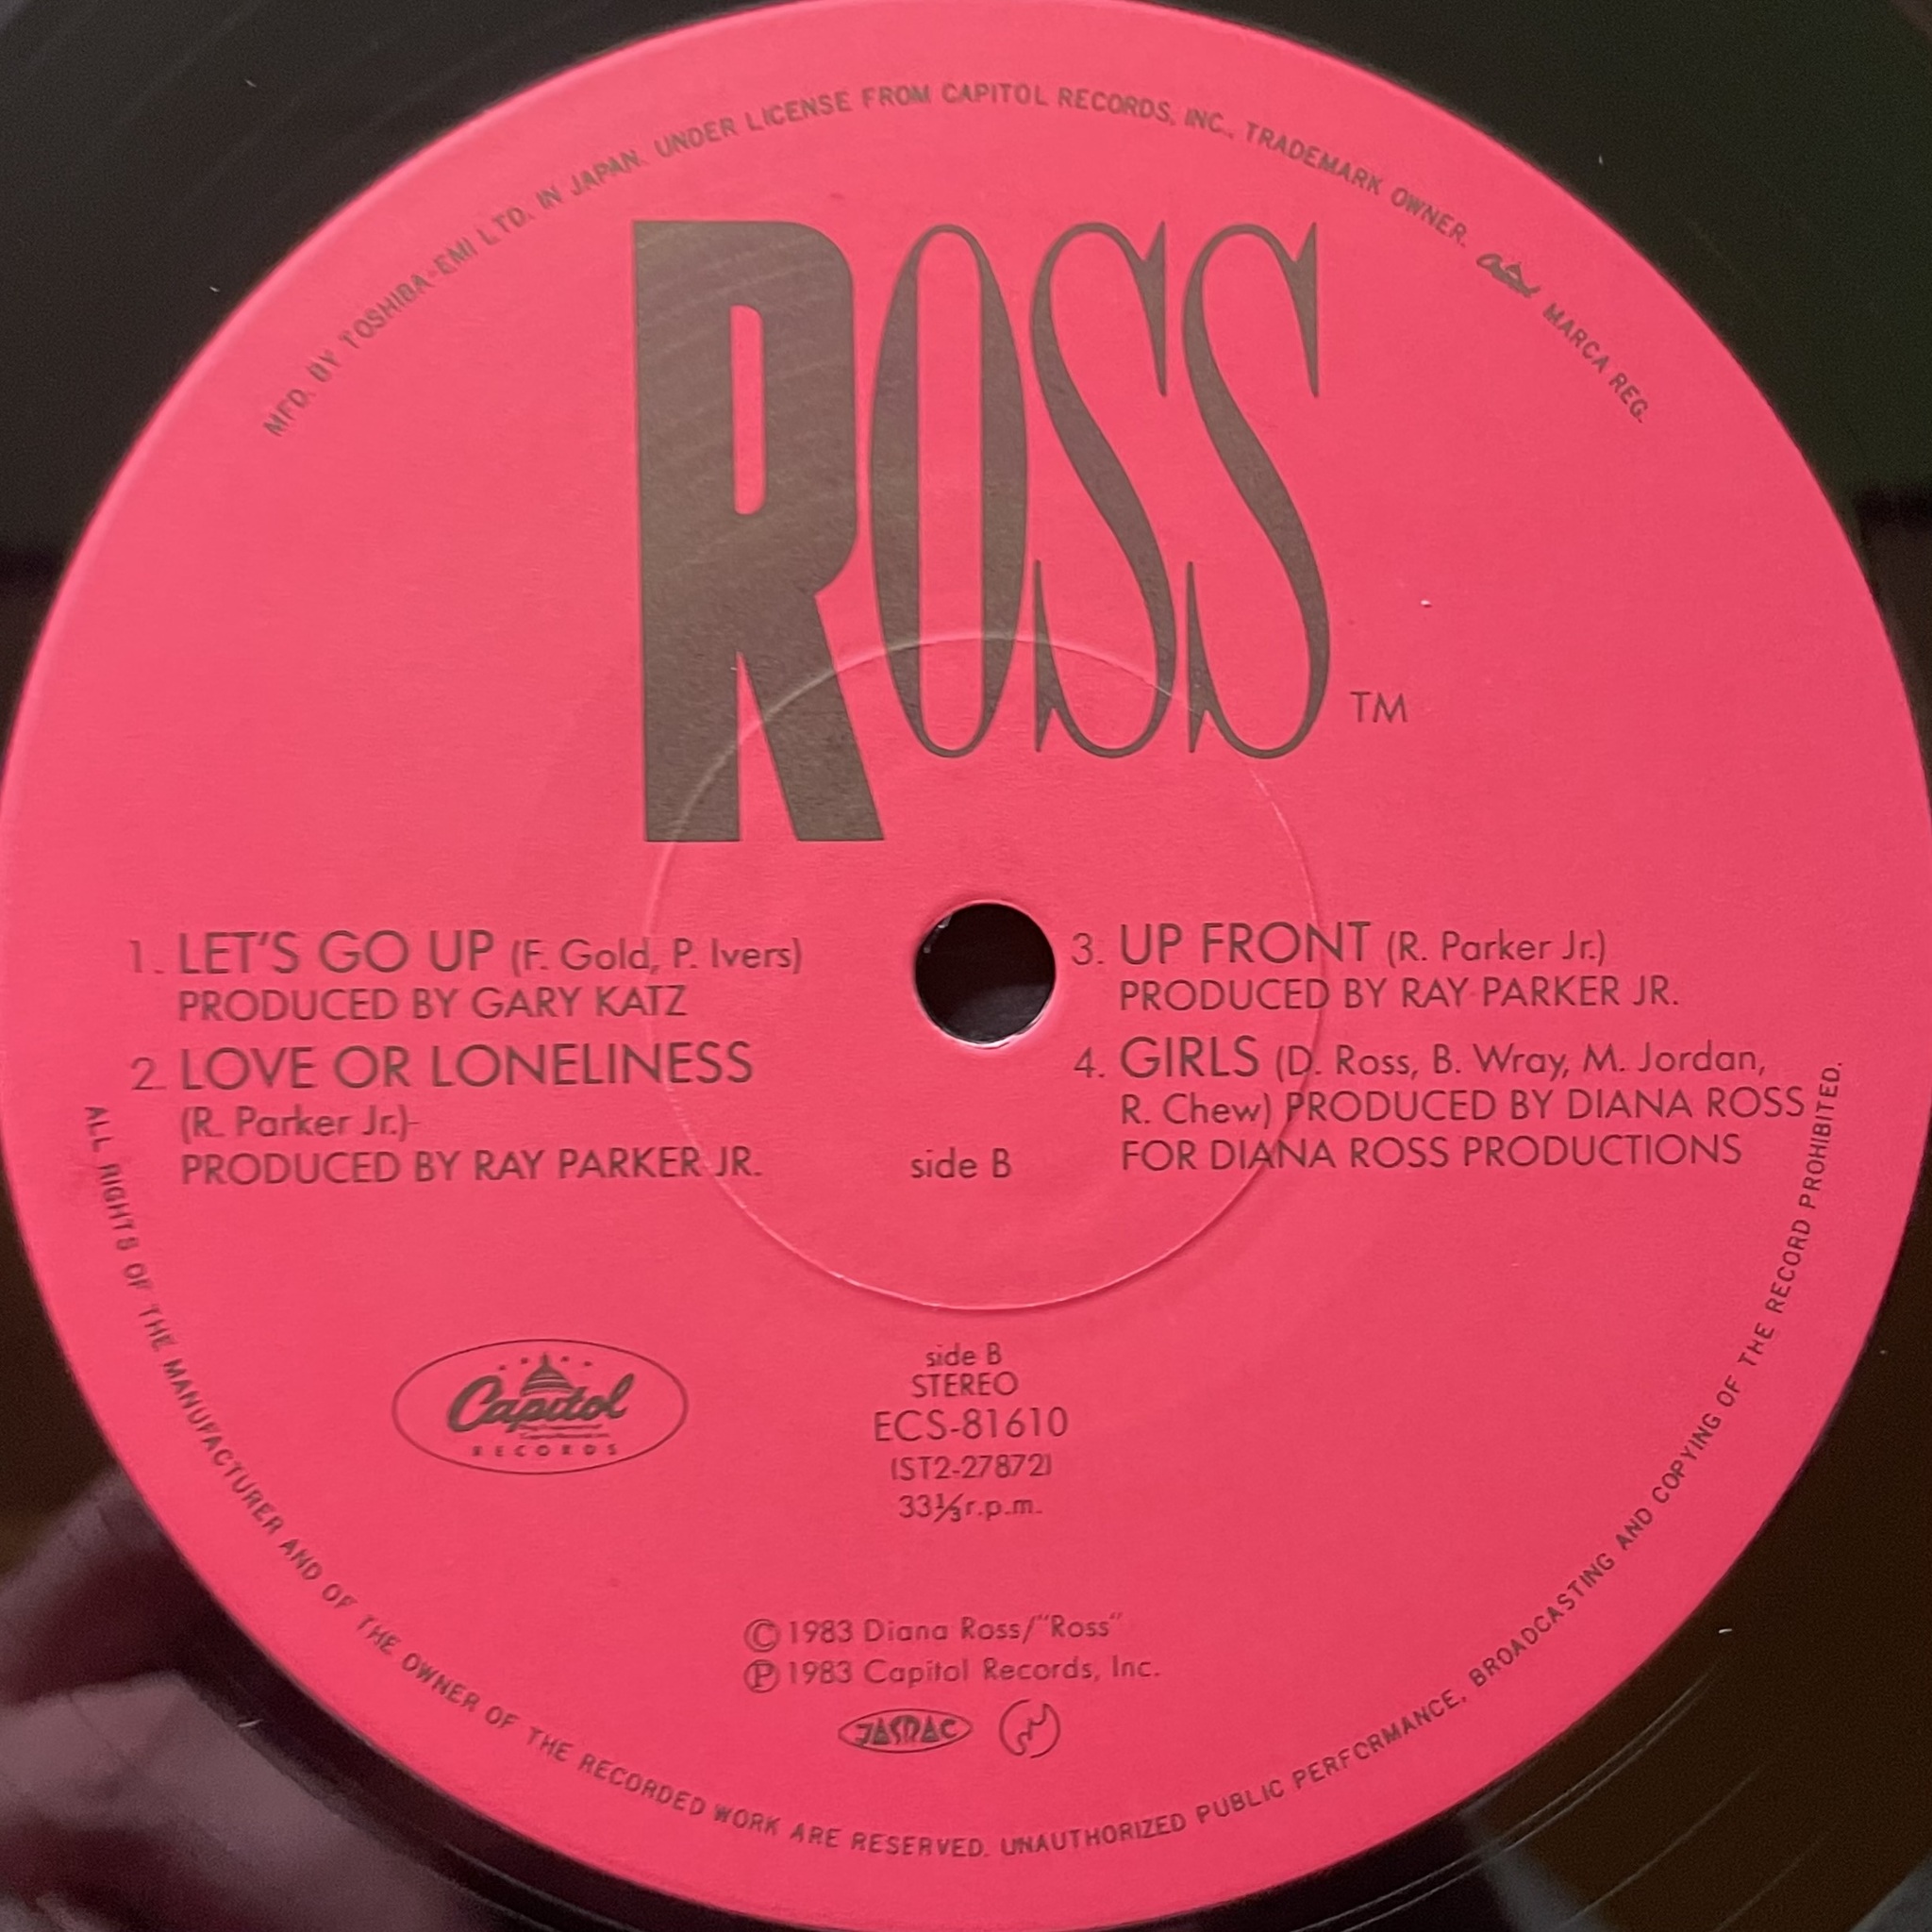 MFD. BY TOSHIBA-EMI LTD. IN JAPAN. UNDER LICENSE FROM CAPITOL RECORDS, INC., TRADEMARK OWNER. Capitol MARCA REG.
ROSS TM
1. LET'S GO UP (F. Gold, P. Ivers)
PRODUCED BY GARY KATZ
2. LOVE OR LONELINESS
(R. Parker Jr.)
PRODUCED BY RAY PARKER JR.
3. UP FRONT (R. Parker Jr.)
PRODUCED BY RAY PARKER JR.
4. GIRLS (D. Ross, B. Wray, M. Jordan,
R. Chew) PRODUCED BY DIANA ROSS
FOR DIANA ROSS PRODUCTIONS
side B
Capitol
RECORDS
side B
STEREO
ECS-81610
(ST2-27872)
33⅓ r.p.m.
Ⓒ 1983 Diana Ross/"Ross"
Ⓟ 1983 Capitol Records, Inc.
JASRAC
ALL RIGHTS OF THE MANUFACTURER AND OF THE OWNER OF THE RECORDED WORK ARE RESERVED. UNAUTHORIZED PUBLIC PERFORMANCE, BROADCASTING AND COPYING OF THE RECORD PROHIBITED.